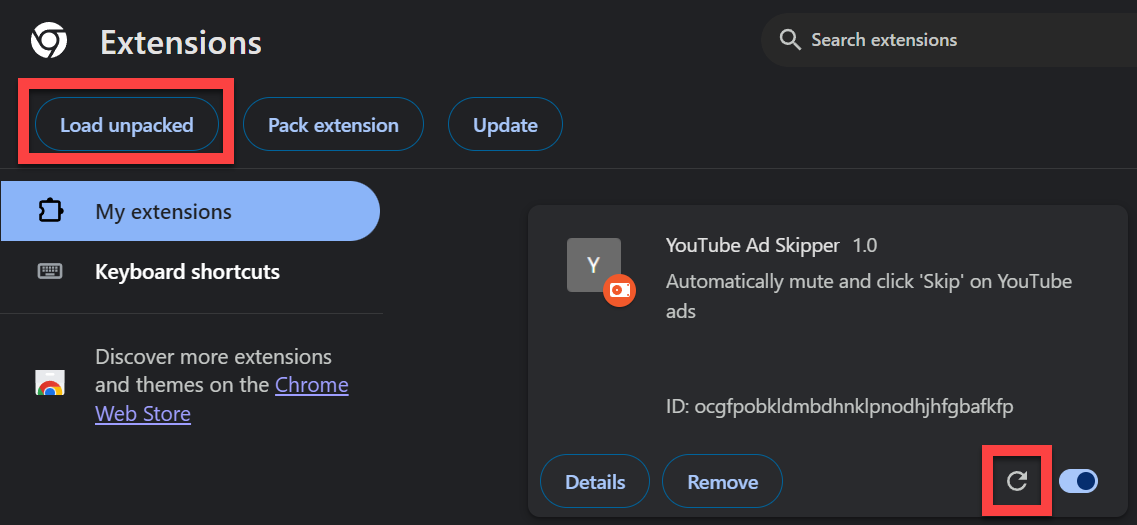 Extensions
Search extensions
Load unpacked
Pack extension
Update
My extensions
Keyboard shortcuts
Discover more extensions
and themes on the Chrome
Web Store
Y
YouTube Ad Skipper 1.0
Automatically mute and click 'Skip' on YouTube
ads
ID: ocgfpobkldmbdhnklpnodhjhfgbafkfp
Details
Remove